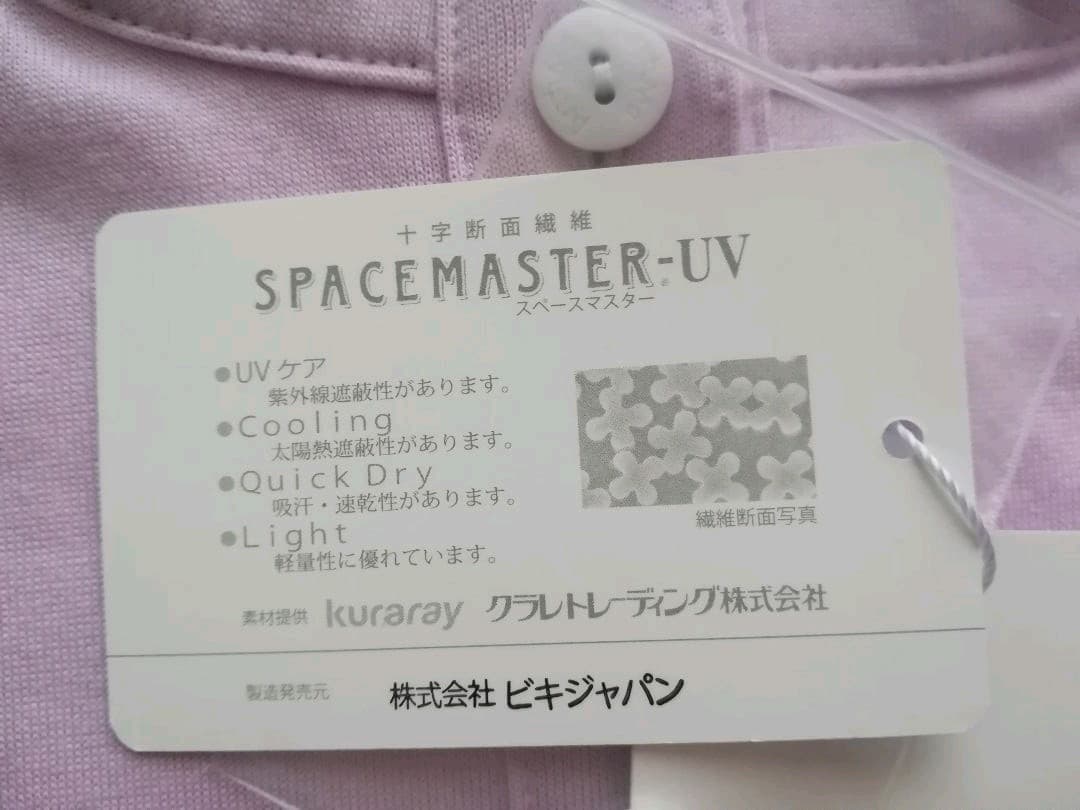 十字断面繊維
SPACEMASTER®-UV
スペースマスター
●UVケア
紫外線遮蔽性があります。
●Cooling
太陽熱遮蔽性があります。
●Quick Dry
吸汗・速乾性があります。
●Light
軽量性に優れています。
繊維断面写真
素材提供 kuraray クラレトレーディング株式会社
製造発売元 株式会社 ビキジャパン